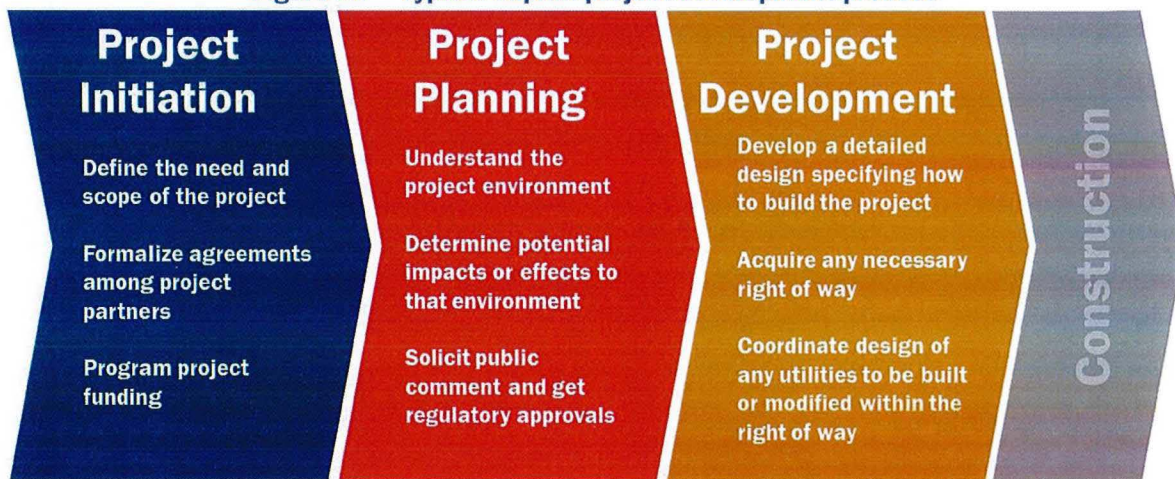 Project
Initiation
Define the need and
scope of the project
Formalize agreements
among project
partners
Program project
funding
Project
Planning
Understand the
project environment
Determine potential
impacts or effects to
that environment
Solicit public
comment and get
regulatory approvals
Project
Development
Develop a detailed
design specifying how
to build the project
Acquire any necessary
right of way
Coordinate design of
any utilities to be built
or modified within the
right of way
Construction